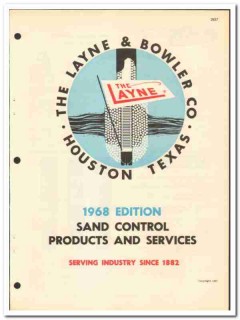 THE LAYNE & BOWLER CO.
HOUSTON TEXAS
THE
LAYNE
1968 EDITION
SAND CONTROL
PRODUCTS AND SERVICES
SERVING INDUSTRY SINCE 1882